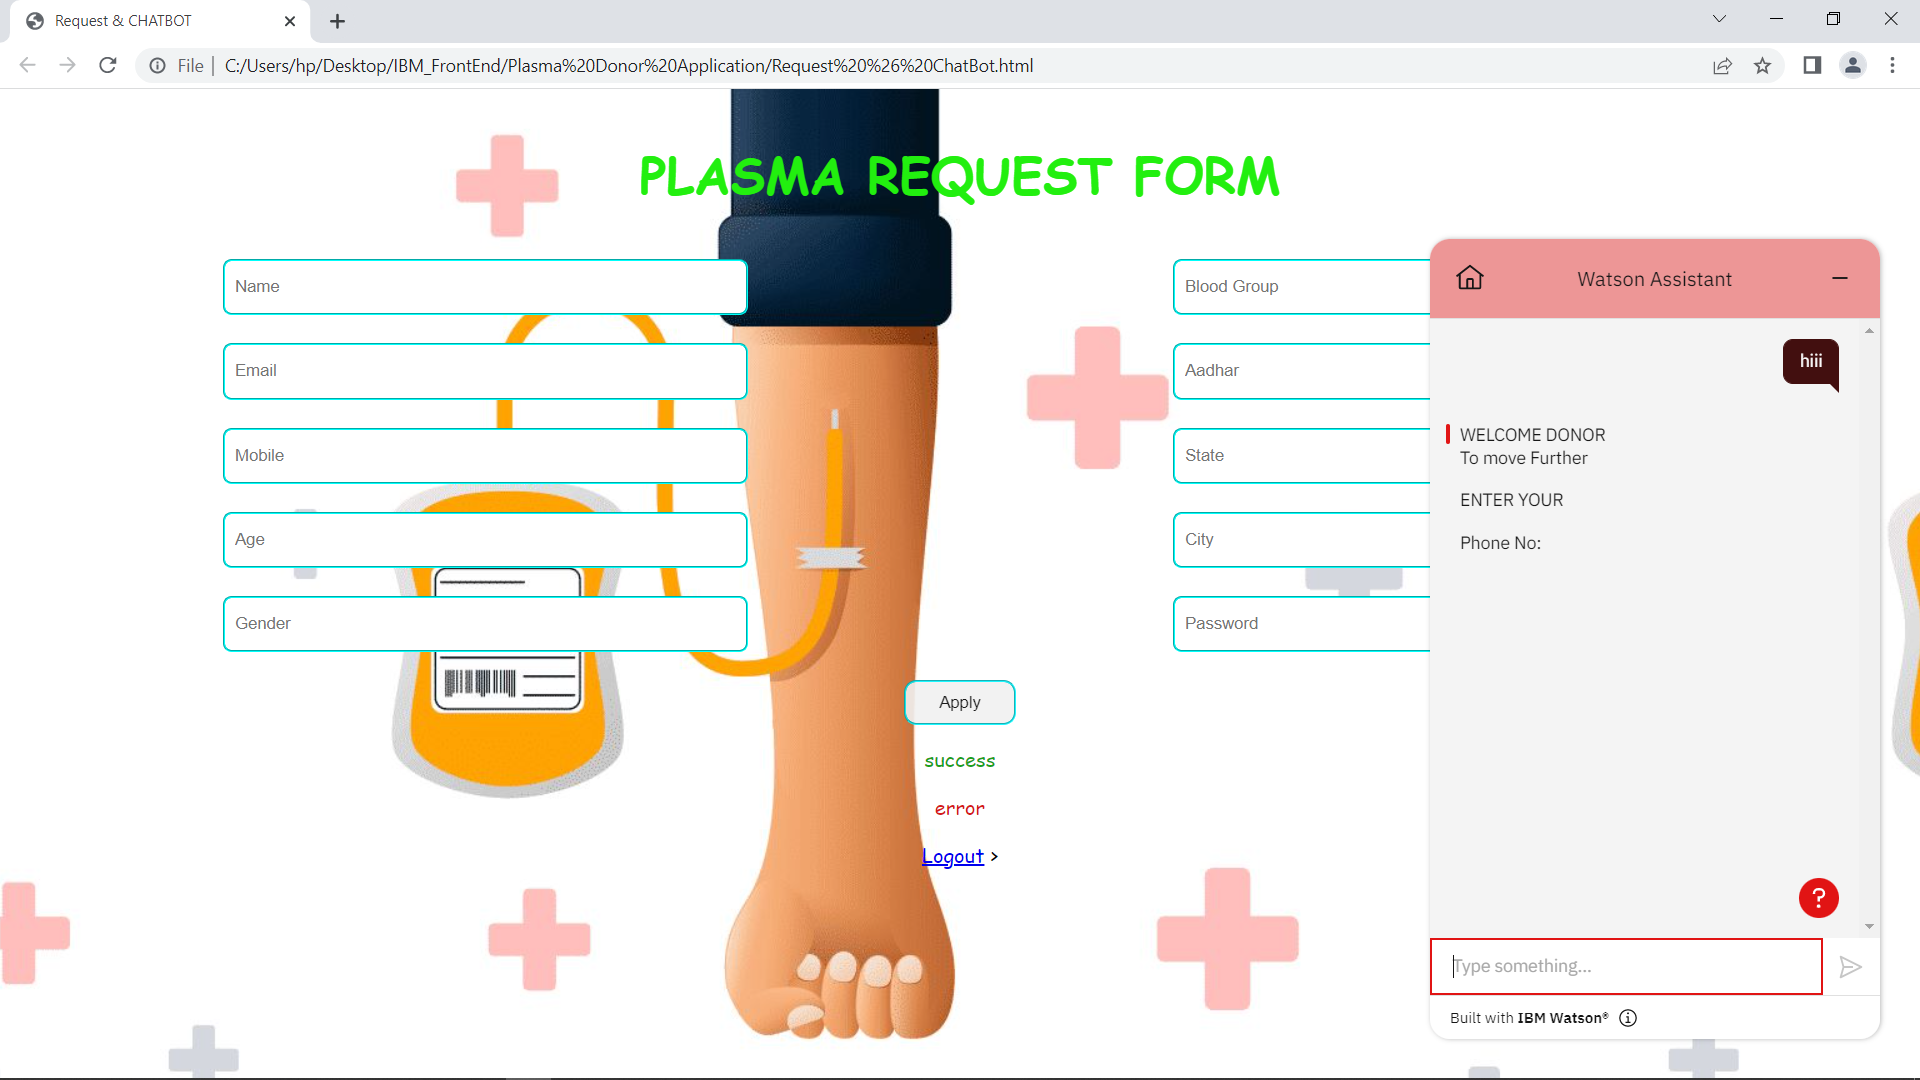 Request & CHATBOT
File | C:/Users/hp/Desktop/IBM_FrontEnd/Plasma%20Donor%20Application/Request%20%26%20ChatBot.html
PLASMA REQUEST FORM
Name
Email
Mobile
Age
Gender
Blood Group
Aadhar
State
City
Password
Apply
success
error
Logout >
Watson Assistant
hiii
WELCOME DONOR
To move Further
ENTER YOUR
Phone No:
?
Type something...
Built with IBM Watson®